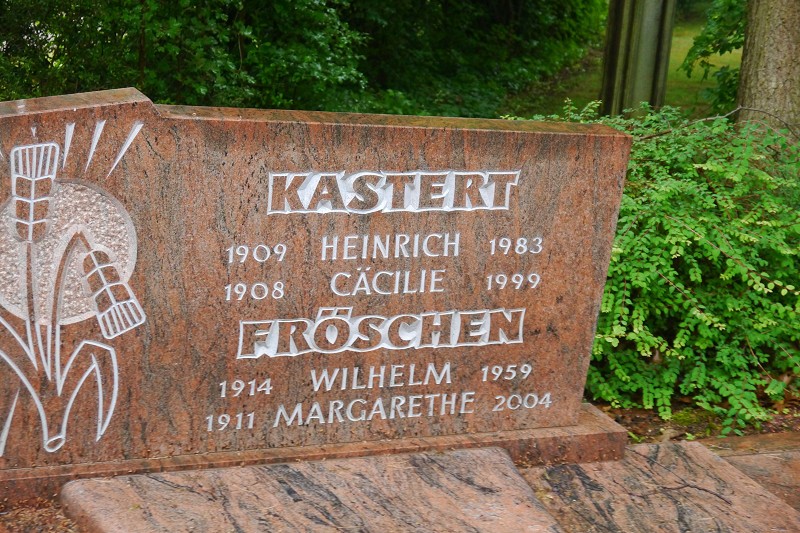 KASTERT
1909 HEINRICH 1983
1908 CÄCILIE 1999
FRÖSCHEN
1914 WILHELM 1959
1911 MARGARETHE 2004